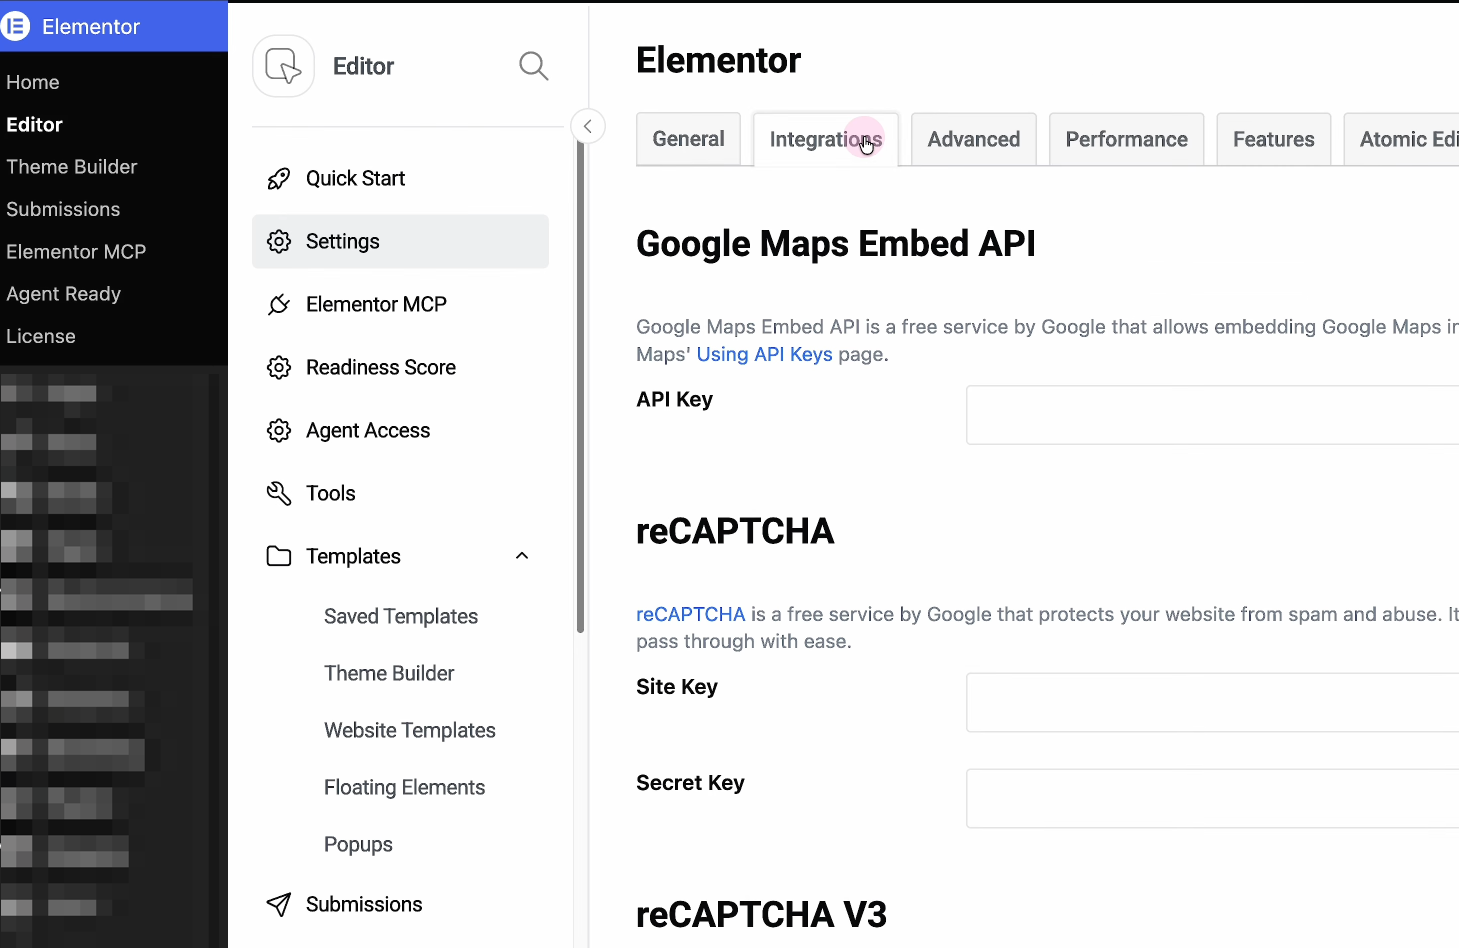 Elementor
Home
Editor
Theme Builder
Submissions
Elementor MCP
Agent Ready
License
Editor
Quick Start
Settings
Elementor MCP
Readiness Score
Agent Access
Tools
Templates
Saved Templates
Theme Builder
Website Templates
Floating Elements
Popups
Submissions
Elementor
General
Integrations
Advanced
Performance
Features
Atomic Edi
Google Maps Embed API
Google Maps Embed API is a free service by Google that allows embedding Google Maps in
Maps' Using API Keys page.
API Key
reCAPTCHA
reCAPTCHA is a free service by Google that protects your website from spam and abuse. It
pass through with ease.
Site Key
Secret Key
reCAPTCHA V3